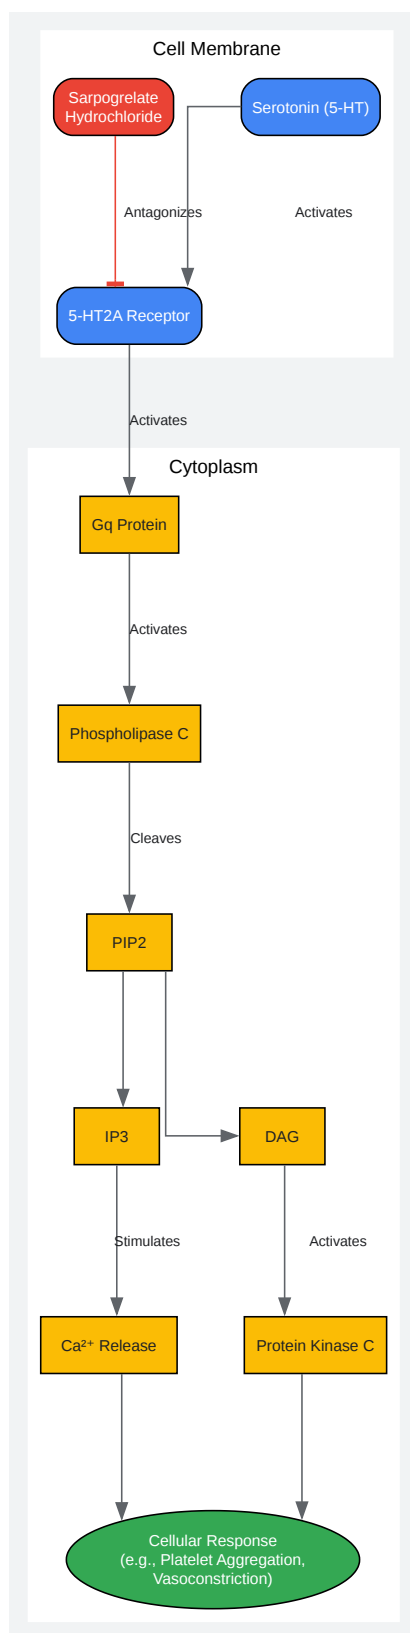 Cell Membrane
Sarpogrelate
Hydrochloride
Serotonin (5-HT)
Antagonizes
Activates
5-HT2A Receptor
Activates
Cytoplasm
Gq Protein
Activates
Phospholipase C
Cleaves
PIP2
IP3
DAG
Stimulates
Activates
Ca²⁺ Release
Protein Kinase C
Cellular Response
(e.g., Platelet Aggregation,
Vasoconstriction)